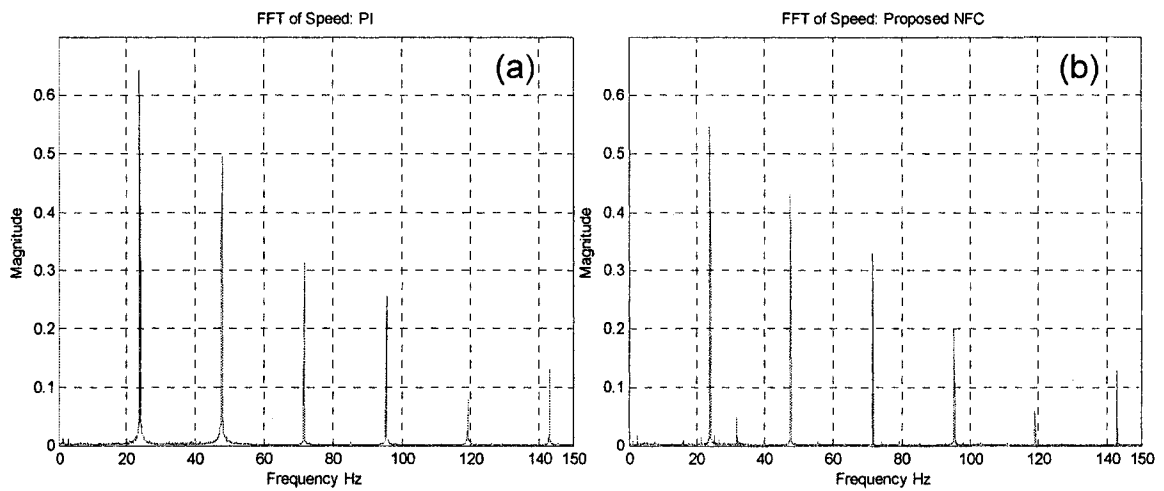 FFT of Speed: PI
(a)
0.6
0.5
0.4
0.3
0.2
0.1
0
Magnitude
0 20 40 60 80 100 120 140 150
Frequency Hz
FFT of Speed: Proposed NFC
(b)
0.6
0.5
0.4
0.3
0.2
0.1
0
Magnitude
0 20 40 60 80 100 120 140 150
Frequency Hz